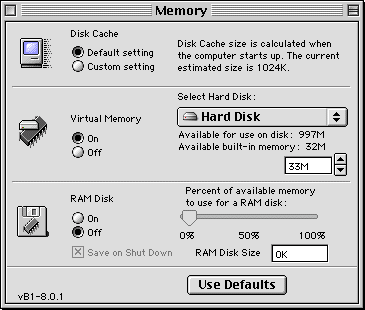 Memory
Disk Cache
Default setting
Custom setting
Disk Cache size is calculated when
the computer starts up. The current
estimated size is 1024K.
Select Hard Disk:
Hard Disk
Virtual Memory
On
Off
Available for use on disk: 997M
Available built-in memory: 32M
33M
RAM Disk
On
Off
Save on Shut Down
Percent of available memory
to use for a RAM disk:
0% 50% 100%
RAM Disk Size 0K
Use Defaults
vB1-8.0.1